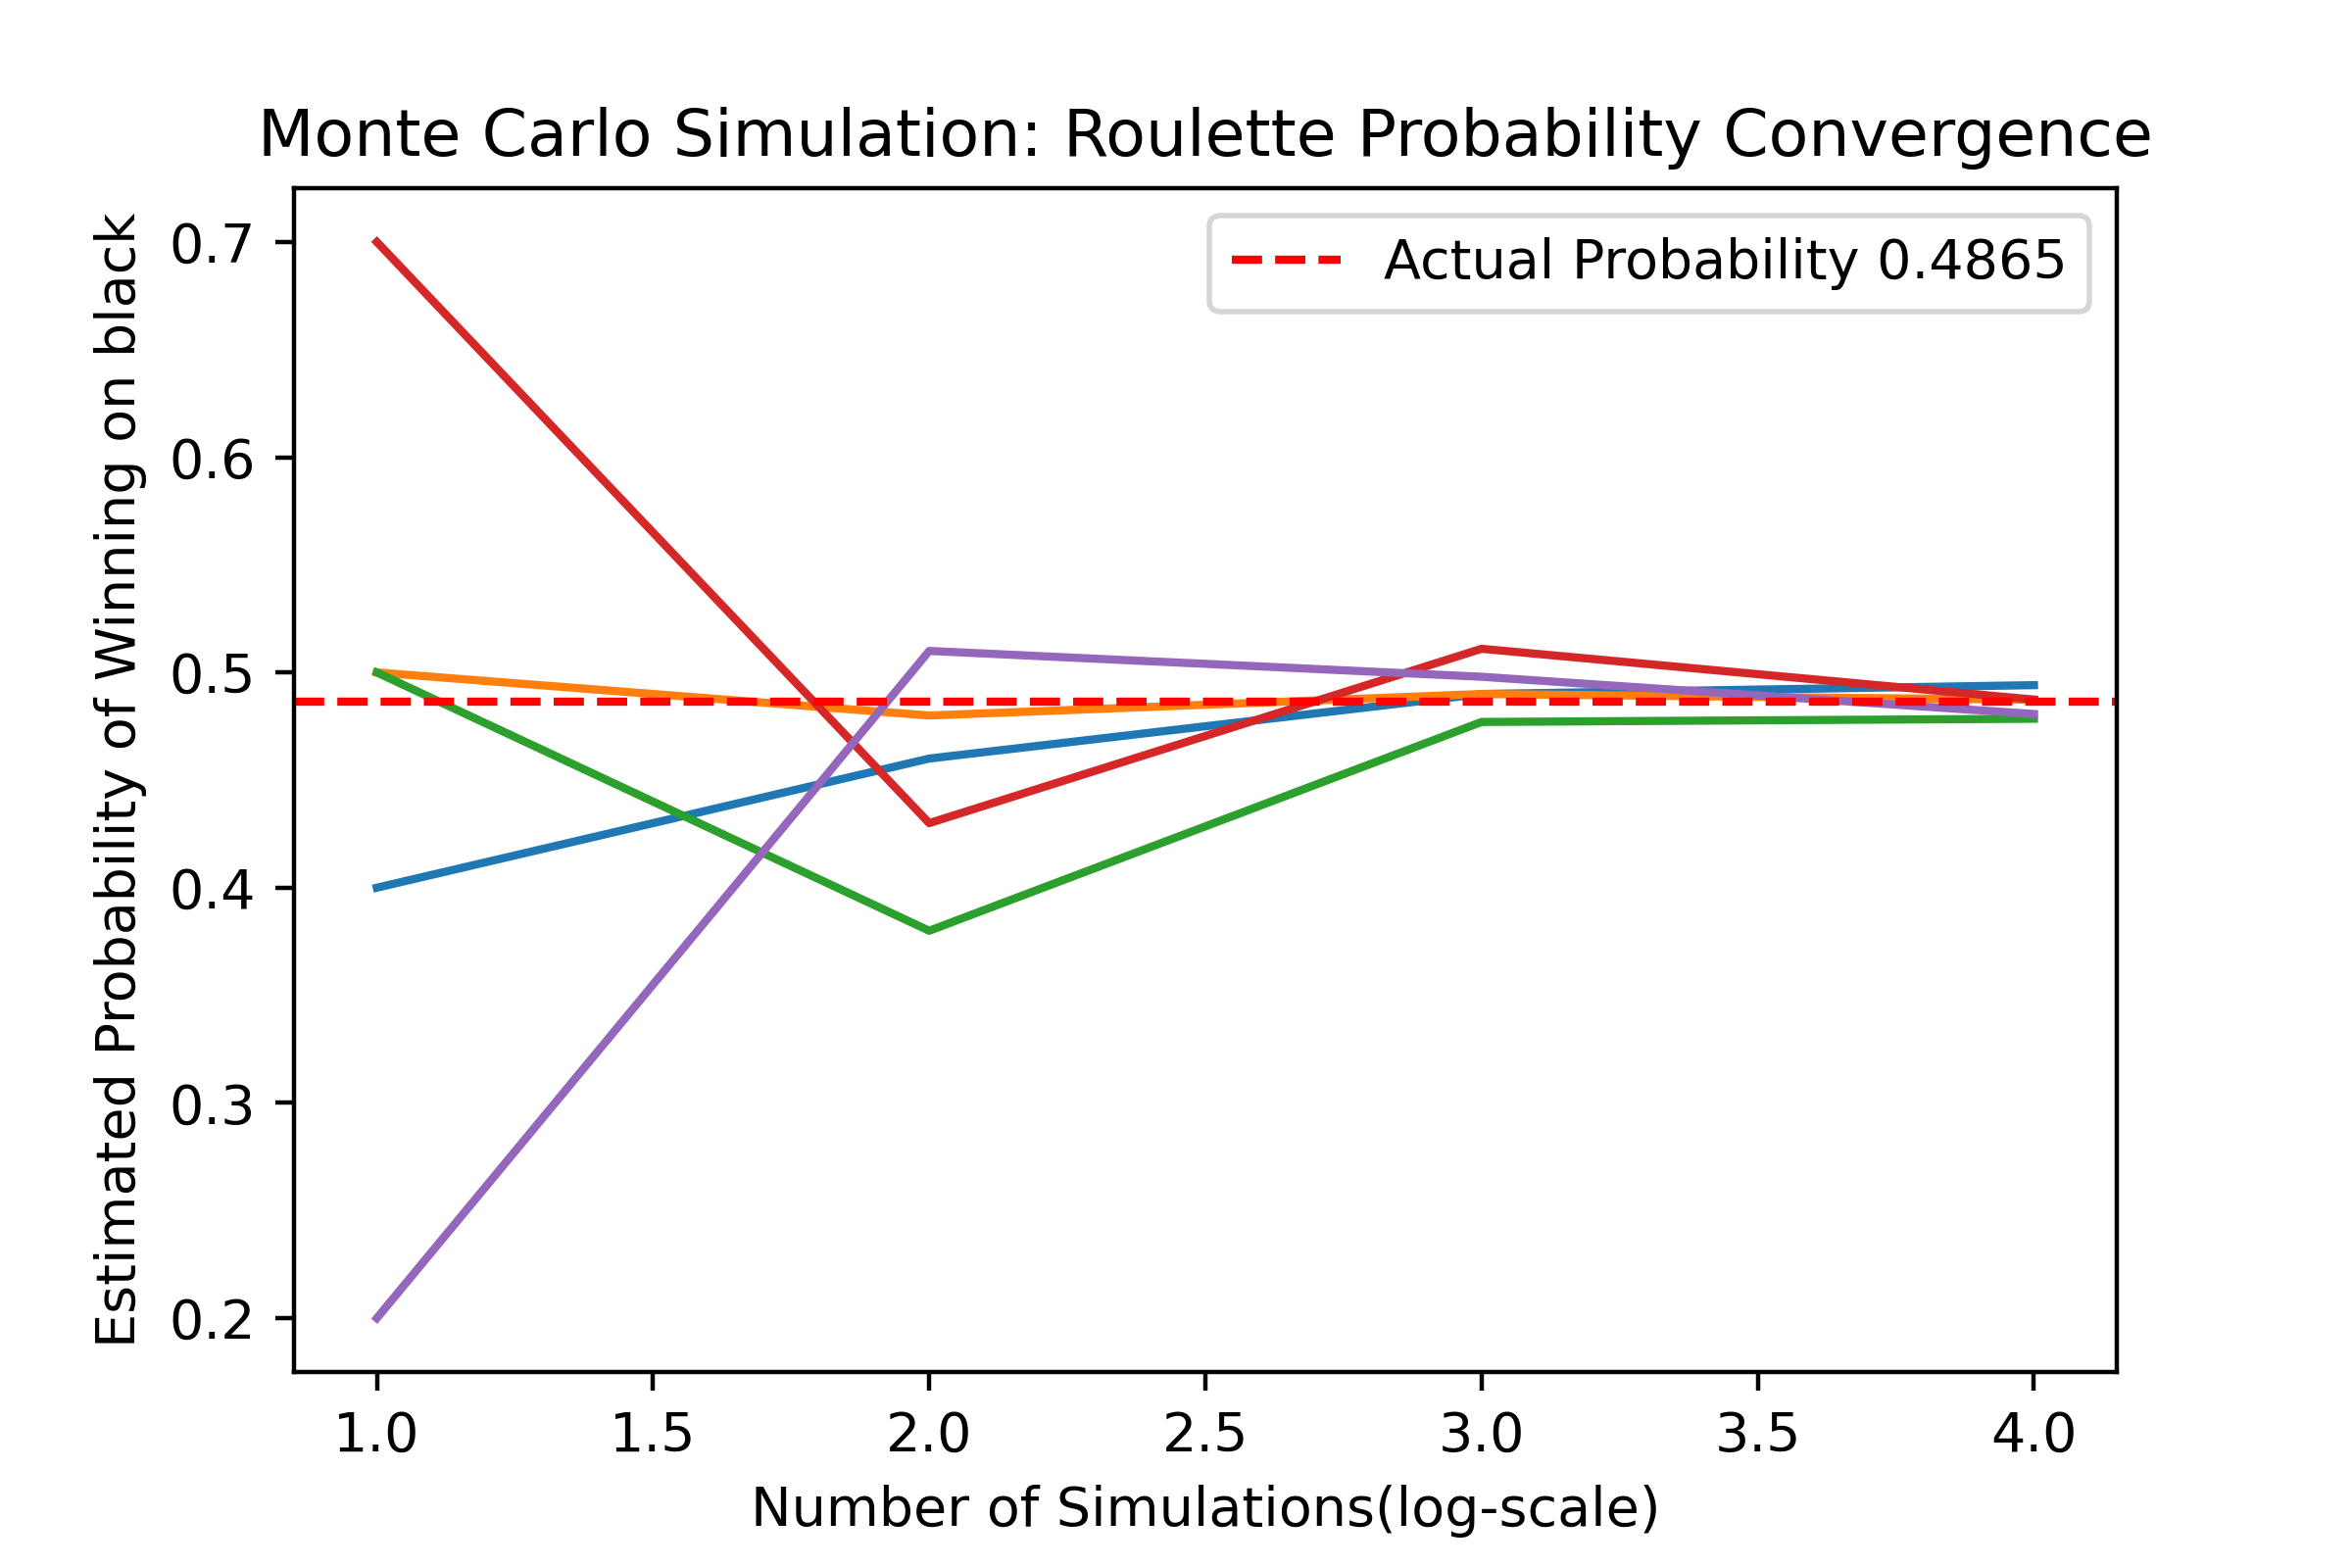 Monte Carlo Simulation: Roulette Probability Convergence
Actual Probability 0.4865
Estimated Probability of Winning on black
0.7
0.6
0.5
0.4
0.3
0.2
1.0 1.5 2.0 2.5 3.0 3.5 4.0
Number of Simulations(log-scale)